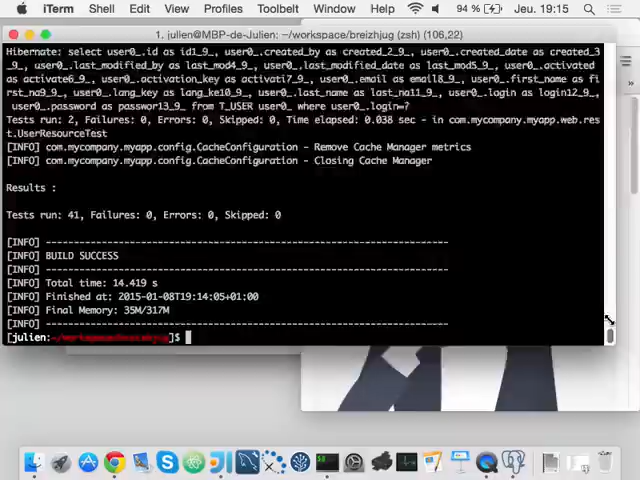 iTerm Shell Edit View Profiles Toolbelt Window Help 94 % Jeu. 19:15
1. julien@MBP-de-Julien: ~/workspace/breizhjug (zsh) (106,22)
Hibernate: select user0_.id as id1_9_, user0_.created_by as created_2_9_, user0_.created_date as created_3
_9_, user0_.last_modified_by as last_mod4_9_, user0_.last_modified_date as last_mod5_9_, user0_.activated
as activate6_9_, user0_.activation_key as activati7_9_, user0_.email as email8_9_, user0_.first_name as fi
rst_na9_9_, user0_.lang_key as lang_ke10_9_, user0_.last_name as last_na11_9_, user0_.login as login12_9_,
user0_.password as passwor13_9_ from T_USER user0_ where user0_.login=?
Tests run: 2, Failures: 0, Errors: 0, Skipped: 0, Time elapsed: 0.038 sec - in com.mycompany.myapp.web.res
t.UserResourceTest
[INFO] com.mycompany.myapp.config.CacheConfiguration - Remove Cache Manager metrics
[INFO] com.mycompany.myapp.config.CacheConfiguration - Closing Cache Manager
Results :
Tests run: 41, Failures: 0, Errors: 0, Skipped: 0
[INFO] ------------------------------------------------------------------------
[INFO] BUILD SUCCESS
[INFO] ------------------------------------------------------------------------
[INFO] Total time: 14.419 s
[INFO] Finished at: 2015-01-08T19:14:05+01:00
[INFO] Final Memory: 35M/317M
[INFO] ------------------------------------------------------------------------
[julien:~/workspace/breizhjug]$